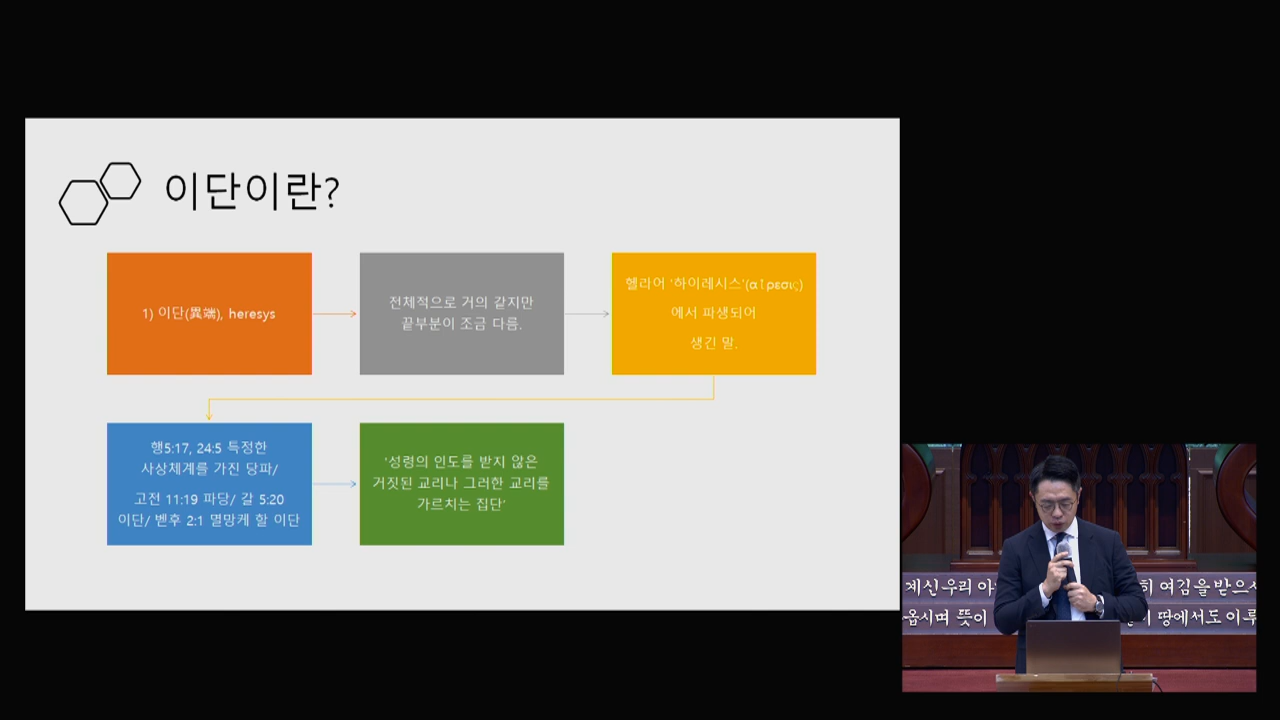 이단이란?
1) 이단(異端), heresys
전체적으로 거의 같지만
끝부분이 조금 다름.
헬라어 '하이레시스'(αἵρεσις)
에서 파생되어
생긴 말.
행5:17, 24:5 특정한
사상체계를 가진 당파/
고전 11:19 파당/ 갈 5:20
이단/ 벧후 2:1 멸망케 할 이단
'성령의 인도를 받지 않은
거짓된 교리나 그러한 교리를
가르치는 집단'
계신우리 아 히 여김을받으시
옵시며 뜻이 땅에서도 이루